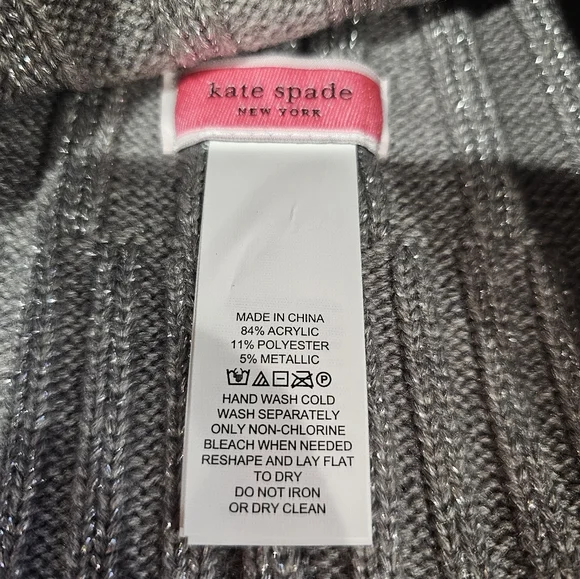 kate spade
NEW YORK
MADE IN CHINA
84% ACRYLIC
11% POLYESTER
5% METALLIC
HAND WASH COLD
WASH SEPARATELY
ONLY NON-CHLORINE
BLEACH WHEN NEEDED
RESHAPE AND LAY FLAT
TO DRY
DO NOT IRON
OR DRY CLEAN